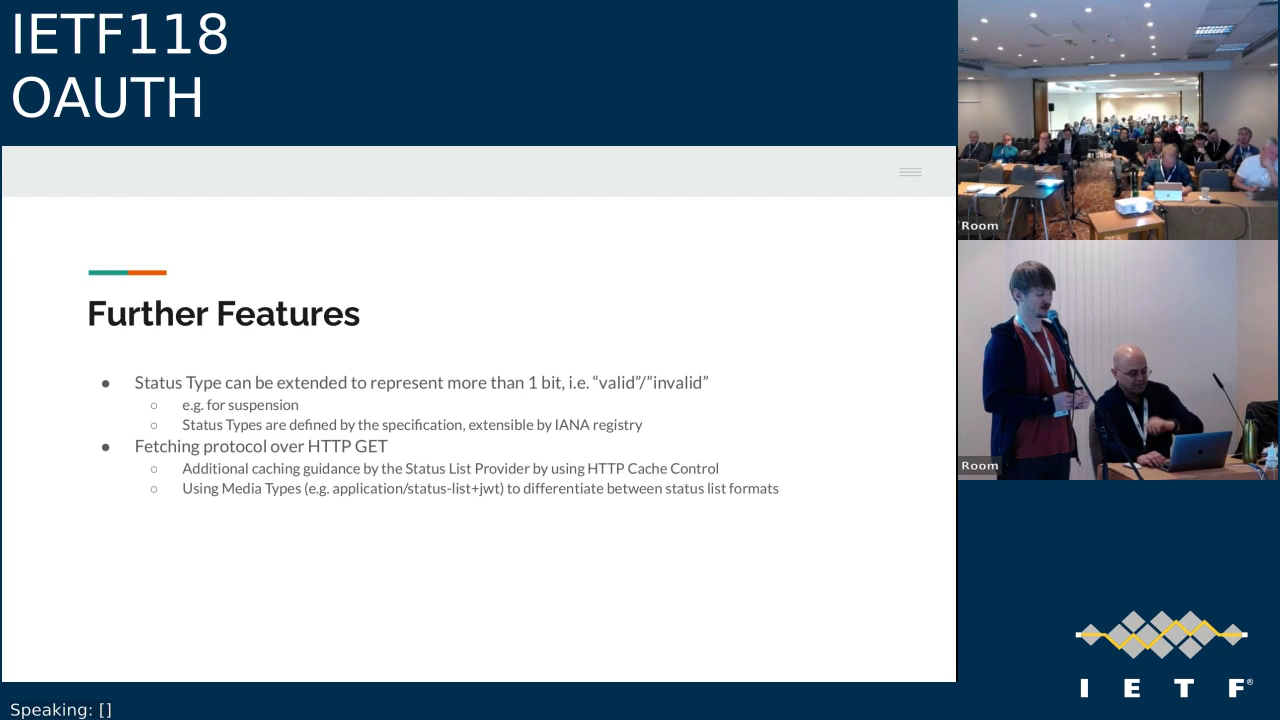 IETF118
OAUTH
Further Features
● Status Type can be extended to represent more than 1 bit, i.e. “valid”/”invalid”
○ e.g. for suspension
○ Status Types are defined by the specification, extensible by IANA registry
● Fetching protocol over HTTP GET
○ Additional caching guidance by the Status List Provider by using HTTP Cache Control
○ Using Media Types (e.g. application/status-list+jwt) to differentiate between status list formats
Room
Room
I E T F®
Speaking: []